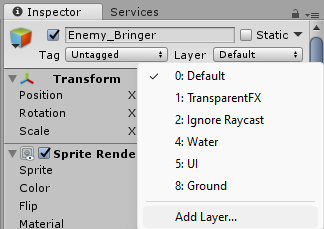 Inspector Services
Enemy_Bringer Static
Tag Untagged Layer Default
Transform
Position X
Rotation X
Scale X
Sprite Rende
Sprite
Color
Flip
Material
0: Default
1: TransparentFX
2: Ignore Raycast
4: Water
5: UI
8: Ground
Add Layer...